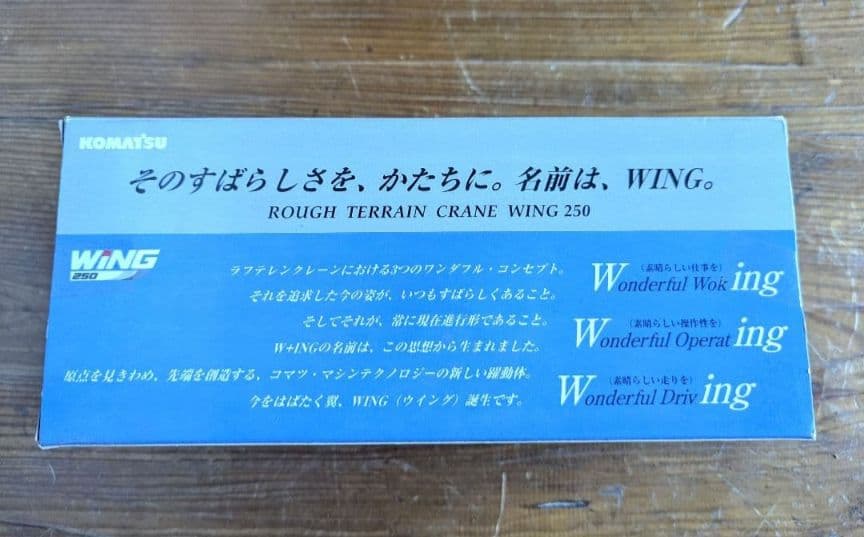 KOMATSU
そのすばらしさを、かたちに。名前は、WING。
ROUGH TERRAIN CRANE WING 250
WiNG
250
ラフテレンクレーンにおける3つのワンダフル・コンセプト。
それを追求した今の姿が、いつもすばらしくあること。
そしてそれが、常に現在進行形であること。
W+INGの名前は、この思想から生まれました。
原点を見きわめ、先端を創造する、コマツ・マシンテクノロジーの新しい躍動体。
今をはばたく翼、WING(ウイング)誕生です。
(素晴らしい仕事を)
Wonderful Wok ing
(素晴らしい操作性を)
Wonderful Operat ing
(素晴らしい走りを)
Wonderful Driv ing